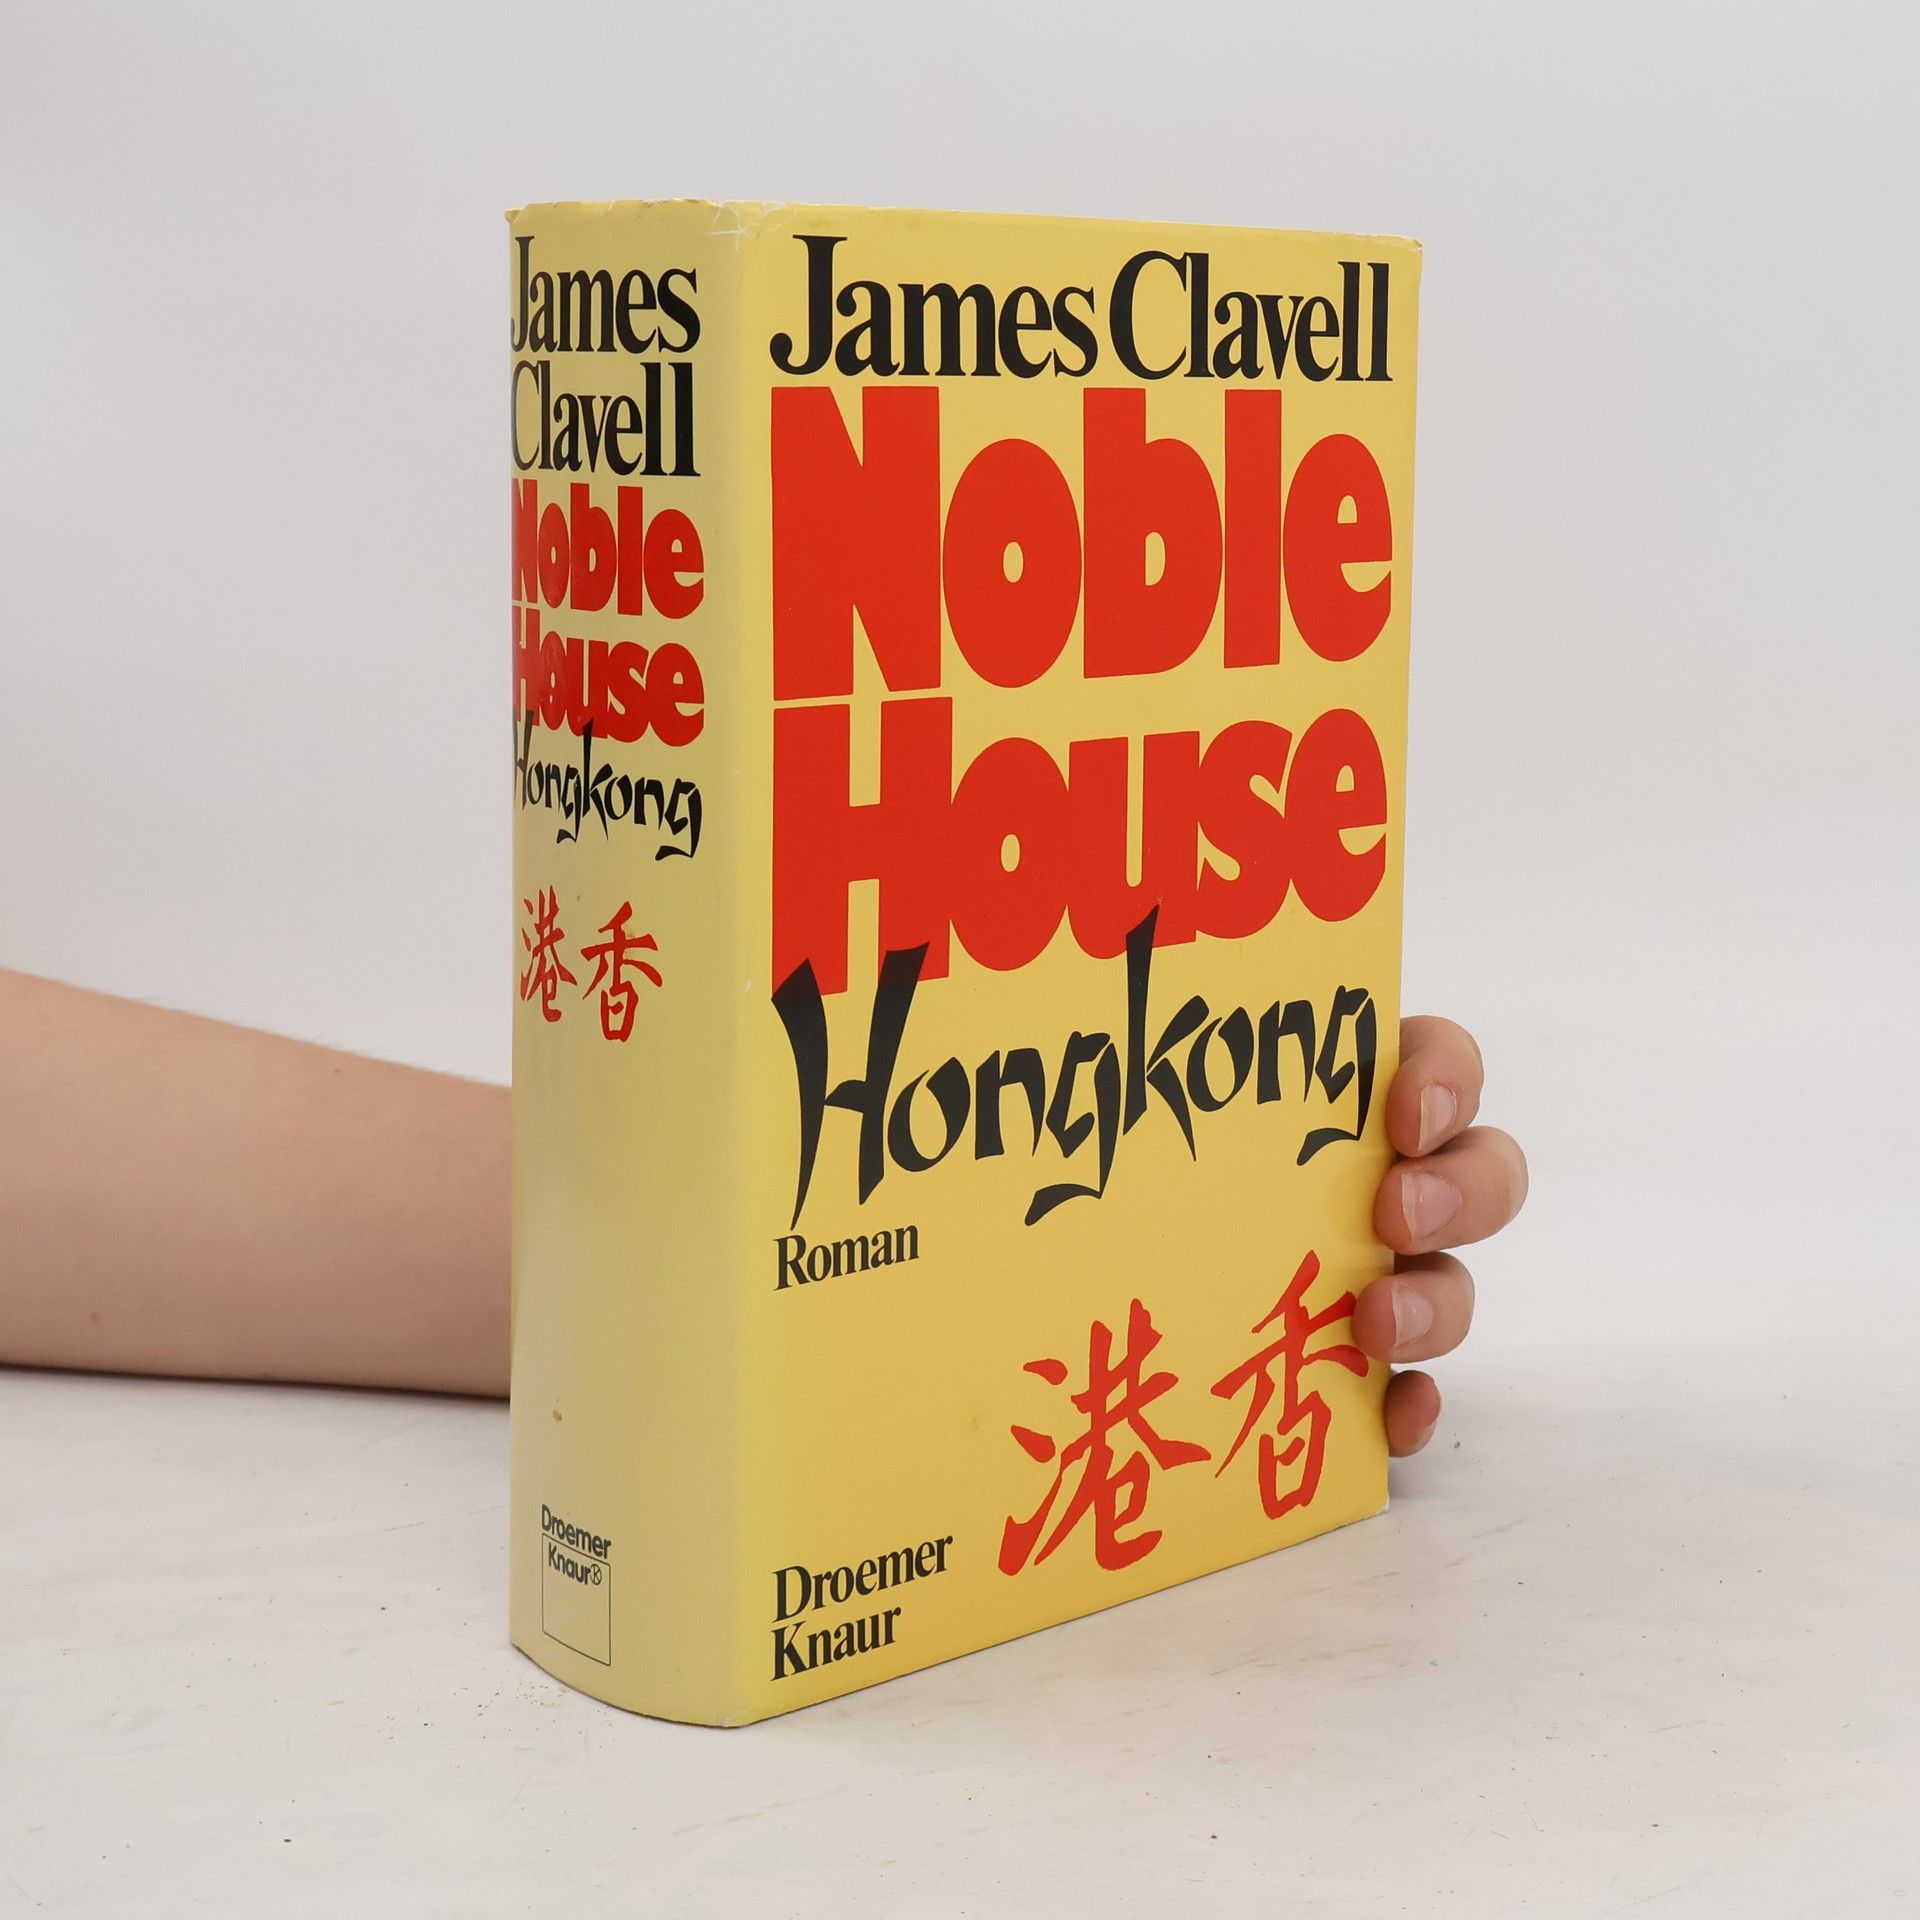 James
Clavell
Noble
House
Hongkong
港香
Droemer
Knaur
James Clavell
Noble
House
Hongkong
Roman
港香
Droemer
Knaur